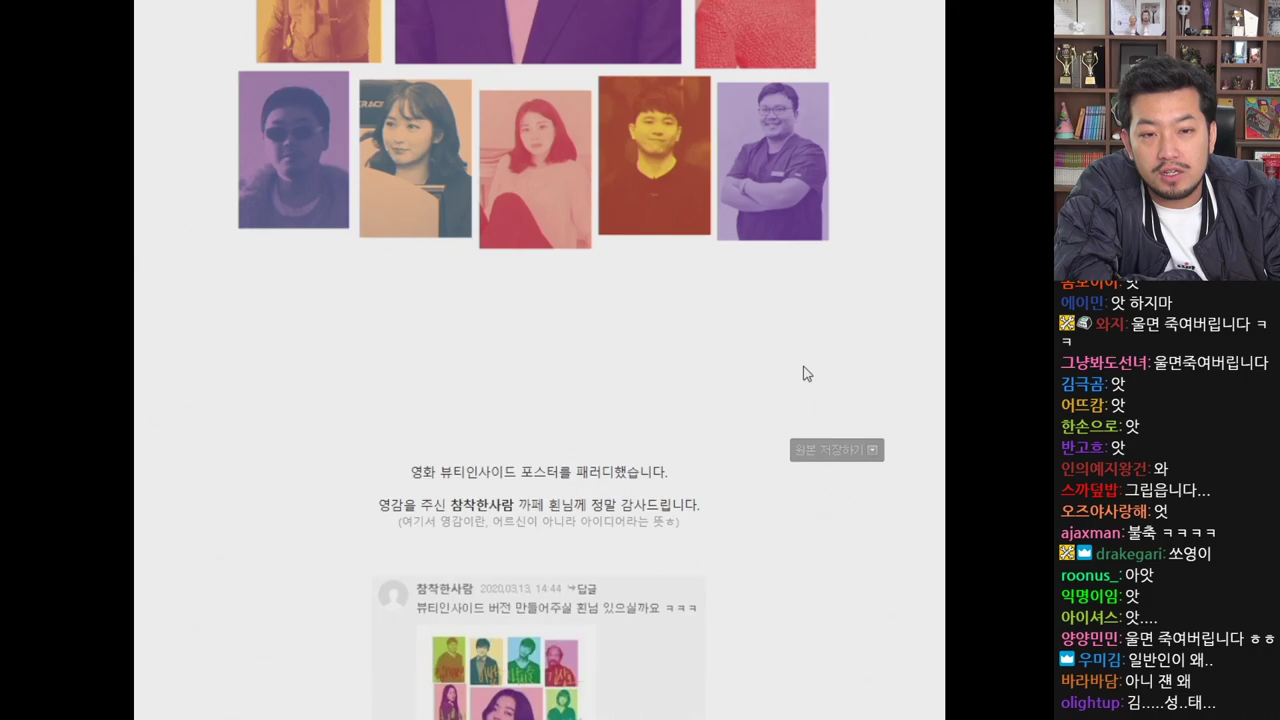 원본 저장하기
영화 뷰티인사이드 포스터를 패러디했습니다.
영감을 주신 참착한사람 까페 횐님께 정말 감사드립니다.
(여기서 영감이란, 어르신이 아니라 아이디어라는 뜻ㅎ)
참착한사람 2020.03.13. 14:44 답글
뷰티인사이드 버전 만들어주실 횐님 있으실까요 ㅋㅋㅋ
에이민: 앗 하지마
와지: 울면 죽여버립니다 ㅋ
ㅋ
그냥봐도선녀: 울면죽여버립니다
김극곰: 앗
어뜨캄: 앗
한손으로: 앗
반고흐: 앗
인의예지왕건: 와
스까덮밥: 그립읍니다...
오즈야사랑해: 엇
ajaxman: 불축 ㅋㅋㅋㅋ
drakegari: 쏘영이
roonus_: 아앗
익명이임: 앗
아이셔스: 앗....
양양민민: 울면 죽여버립니다 ㅎㅎ
우미김: 일반인이 왜..
바라바담: 아니 쟨 왜
olightup: 김.....성..태...